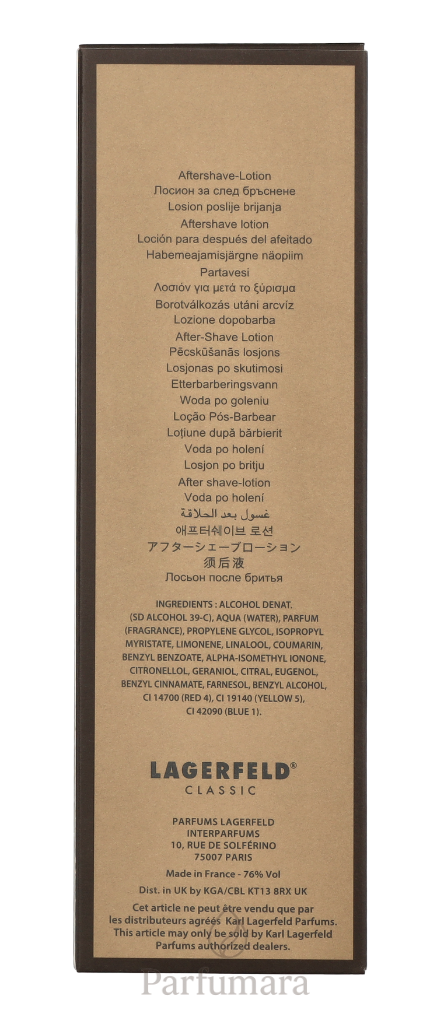 Aftershave-Lotion
Лосион за след бръснене
Losion poslije brijanja
Aftershave lotion
Loción para después del afeitado
Habemeajamisjärgne näopiim
Partavesi
Λοσιόν για μετά το ξύρισμα
Borotválkozás utáni arcvíz
Lozione dopobarba
After-Shave Lotion
Pēcskūšanās losjons
Losjonas po skutimosi
Etterbarberingsvann
Woda po goleniu
Loção Pós-Barbear
Loțiune după bărbierit
Voda po holení
Losjon po britju
After shave-lotion
Voda po holení
غسول بعد الحلاقة
애프터쉐이브 로션
アフターシェーブローション
须后液
Лосьон после бритья
INGREDIENTS : ALCOHOL DENAT.
(SD ALCOHOL 39-C), AQUA (WATER), PARFUM
(FRAGRANCE), PROPYLENE GLYCOL, ISOPROPYL
MYRISTATE, LIMONENE, LINALOOL, COUMARIN,
BENZYL BENZOATE, ALPHA-ISOMETHYL IONONE,
CITRONELLOL, GERANIOL, CITRAL, EUGENOL,
BENZYL CINNAMATE, FARNESOL, BENZYL ALCOHOL,
CI 14700 (RED 4), CI 19140 (YELLOW 5),
CI 42090 (BLUE 1).
LAGERFELD®
CLASSIC
PARFUMS LAGERFELD
INTERPARFUMS
10, RUE DE SOLFÉRINO
75007 PARIS
Made in France - 76% Vol
Dist. in UK by KGA/CBL KT13 8RX UK
Cet article ne peut être vendu que par
les distributeurs agréés Karl Lagerfeld Parfums.
This article may only be sold by Karl Lagerfeld
Parfums authorized dealers.
Parfumara